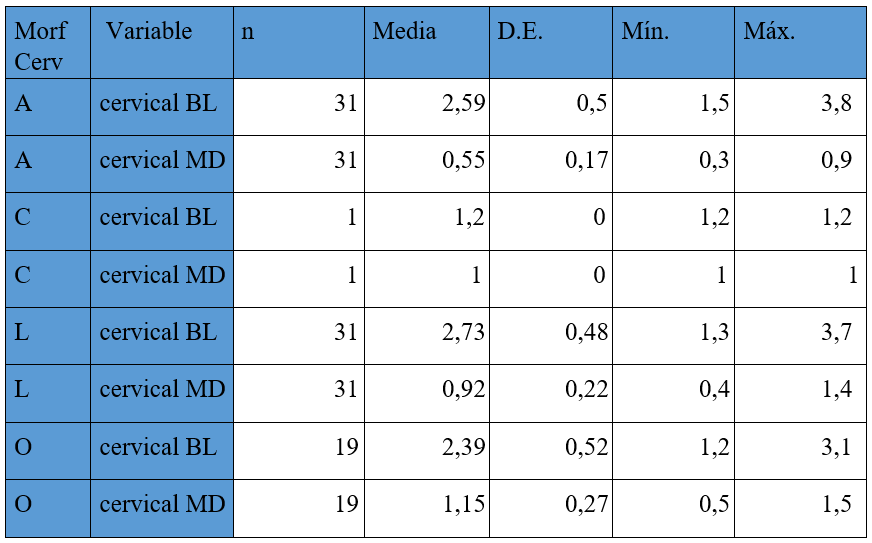 Morf Cerv Variable n Media D.E. Mín. Máx.
A cervical BL 31 2,59 0,5 1,5 3,8
A cervical MD 31 0,55 0,17 0,3 0,9
C cervical BL 1 1,2 0 1,2 1,2
C cervical MD 1 1 0 1 1
L cervical BL 31 2,73 0,48 1,3 3,7
L cervical MD 31 0,92 0,22 0,4 1,4
O cervical BL 19 2,39 0,52 1,2 3,1
O cervical MD 19 1,15 0,27 0,5 1,5